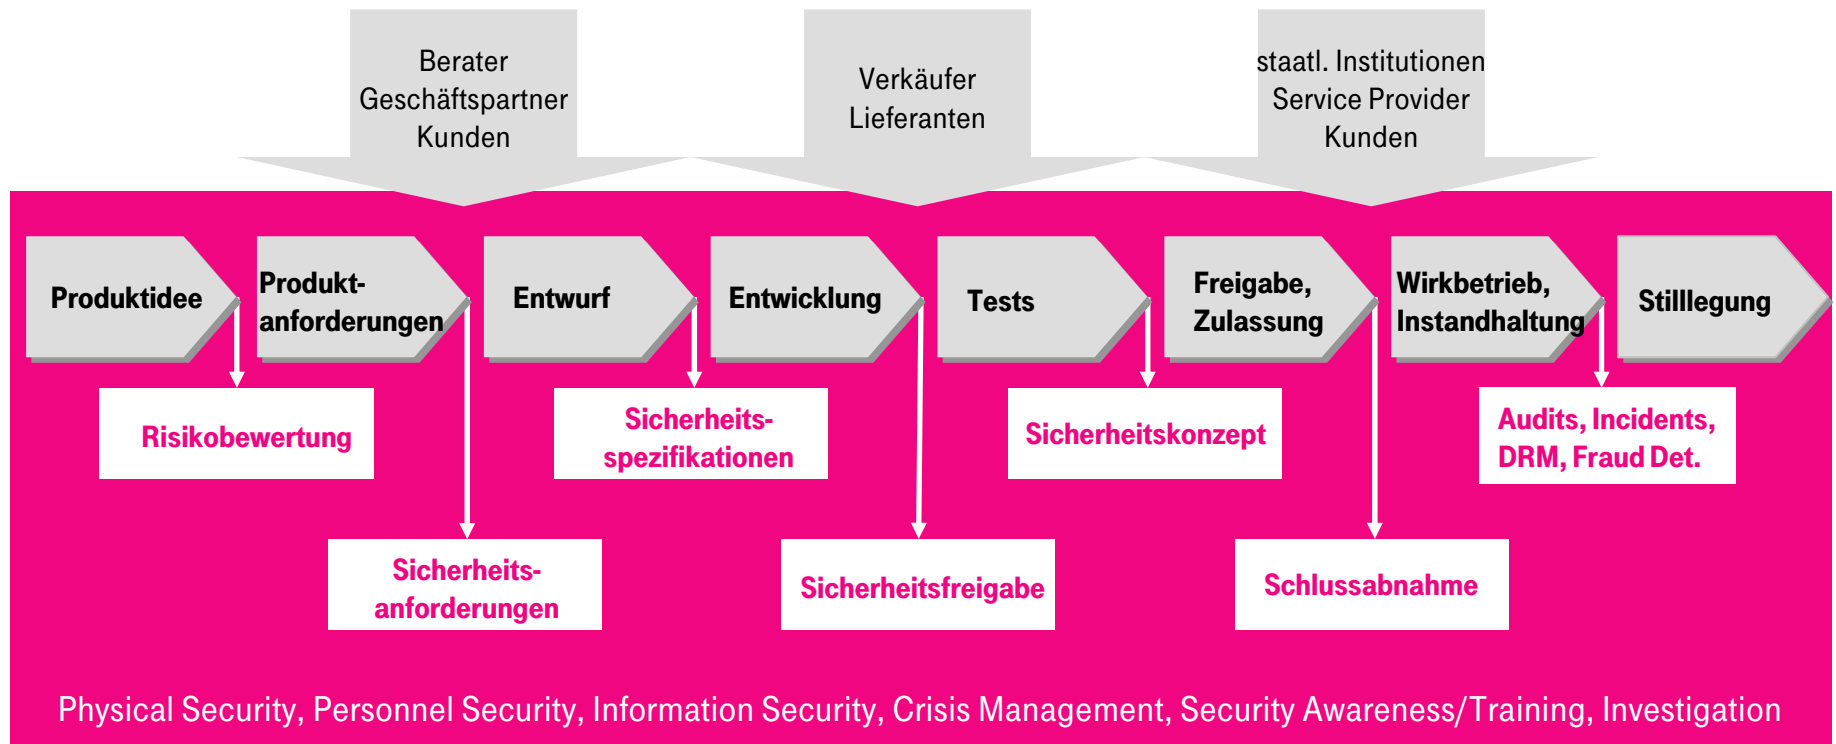 Berater
Geschäftspartner
Kunden
Verkäufer
Lieferanten
staatl. Institutionen
Service Provider
Kunden
Produktidee
Produkt-
anforderungen
Entwurf
Entwicklung
Tests
Freigabe,
Zulassung
Wirkbetrieb,
Instandhaltung
Stilllegung
Risikobewertung
Sicherheits-
spezifikationen
Sicherheitskonzept
Audits, Incidents,
DRM, Fraud Det.
Sicherheits-
anforderungen
Sicherheitsfreigabe
Schlussabnahme
Physical Security, Personnel Security, Information Security, Crisis Management, Security Awareness/Training, Investigation